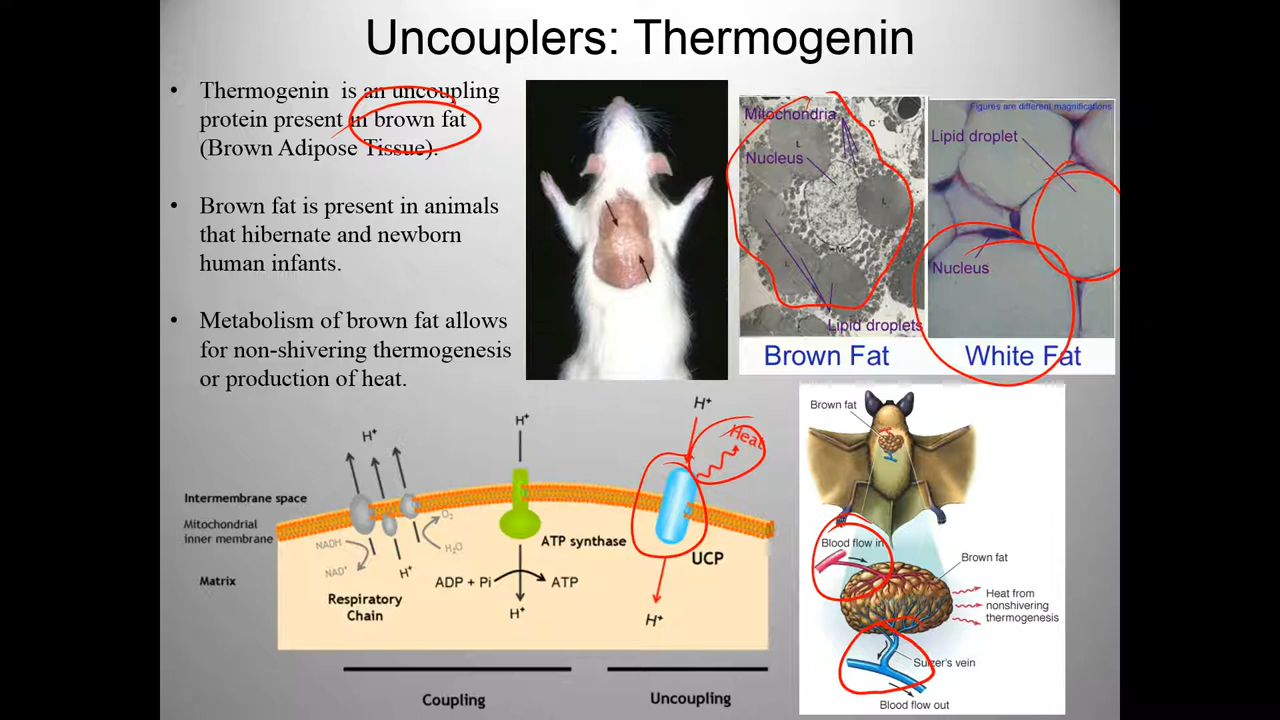 Uncouplers: Thermogenin
• Thermogenin is an uncoupling
protein present in brown fat
(Brown Adipose Tissue).
• Brown fat is present in animals
that hibernate and newborn
human infants.
• Metabolism of brown fat allows
for non-shivering thermogenesis
or production of heat.
Mitochondria
C
L
Nucleus
L
M
L
Lipid droplets
Brown Fat
Figures are different magnifications
Lipid droplet
Nucleus
White Fat
H⁺
H⁺
H⁺
Heat
Intermembrane space
Mitochondrial
inner membrane
Matrix
NADH
NAD⁺
O₂
H₂O
H⁺
Respiratory
Chain
ATP synthase
ADP + Pi
ATP
H⁺
UCP
H⁺
Coupling
Uncoupling
Brown fat
Blood flow in
Brown fat
Heat from
nonshivering
thermogenesis
Sulzer's vein
Blood flow out